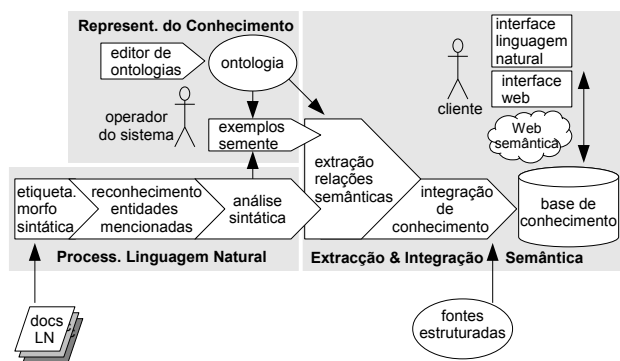 Represent. do Conhecimento
editor de
ontologias
ontologia
operador
do sistema
exemplos
semente
interface
linguagem
natural
interface
web
cliente
Web
semântica
etiqueta.
morfo
sintática
reconhecimento
entidades
mencionadas
análise
sintática
extração
relações
semânticas
integração
de
conhecimento
base de
conhecimento
Process. Linguagem Natural
Extracção & Integração Semântica
docs
LN
fontes
estruturadas